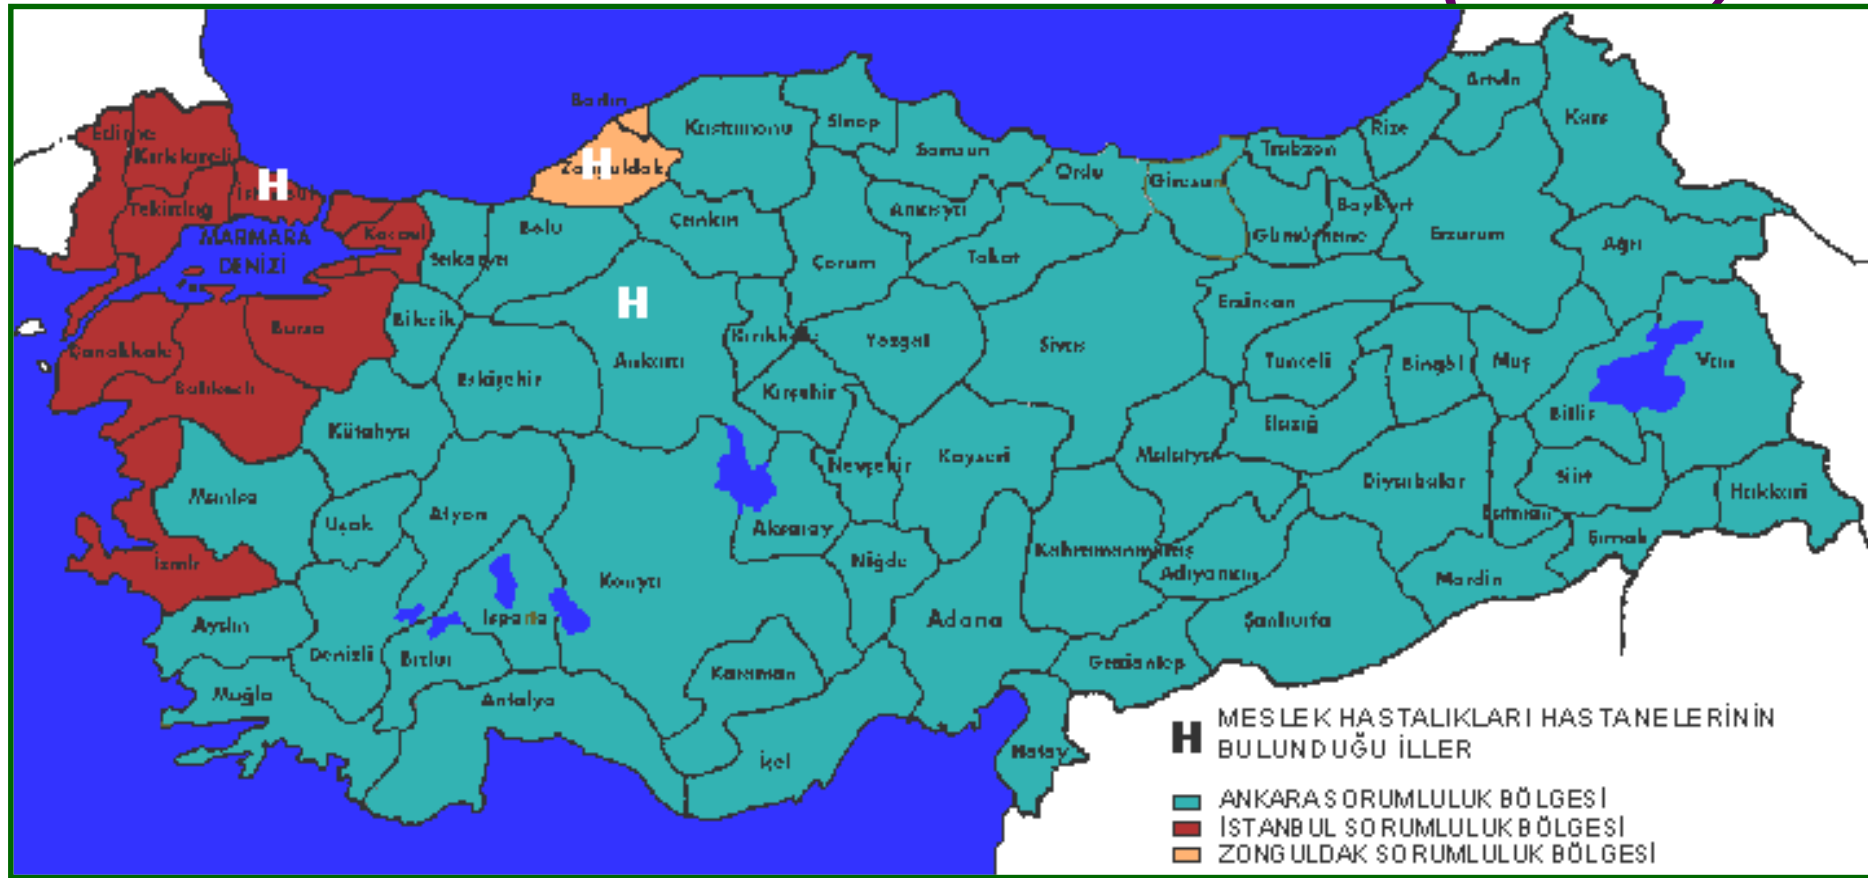 Artvin
Bartın
Kars
Kastamonu
Sinop
Rize
Edirne
Samsun
Trabzon
Kırklareli
Zonguldak
Ordu
Giresun
İstanbul
Bayburt
Tekirdağ
Amasya
Çankırı
Bolu
Kocaeli
MARMARA
DENİZİ
Gümüşhane
Erzurum
Ağrı
Sakarya
Çorum
Tokat
Erzincan
Bilecik
Bursa
Kırıkkale
Yozgat
Sivas
Çanakkale
Ankara
Tunceli
Bingöl
Muş
Van
Eskişehir
Balıkesir
Kırşehir
Bitlis
Kütahya
Elazığ
Malatya
Kayseri
Nevşehir
Manisa
Diyarbakır
Siirt
Hakkari
Uşak
Afyon
Aksaray
Batman
Şırnak
İzmir
Kahramanmaraş
Niğde
Konya
Adıyaman
Mardin
Isparta
Adana
Şanlıurfa
Aydın
Denizli
Burdur
Gaziantep
Karaman
Muğla
Antalya
İçel
Hatay
H
H
H
H MESLEK HASTALIKLARI HASTANELERİNİN
BULUNDUĞU İLLER
ANKARA SORUMLULUK BÖLGESİ
İSTANBUL SORUMLULUK BÖLGESİ
ZONGULDAK SORUMLULUK BÖLGESİ